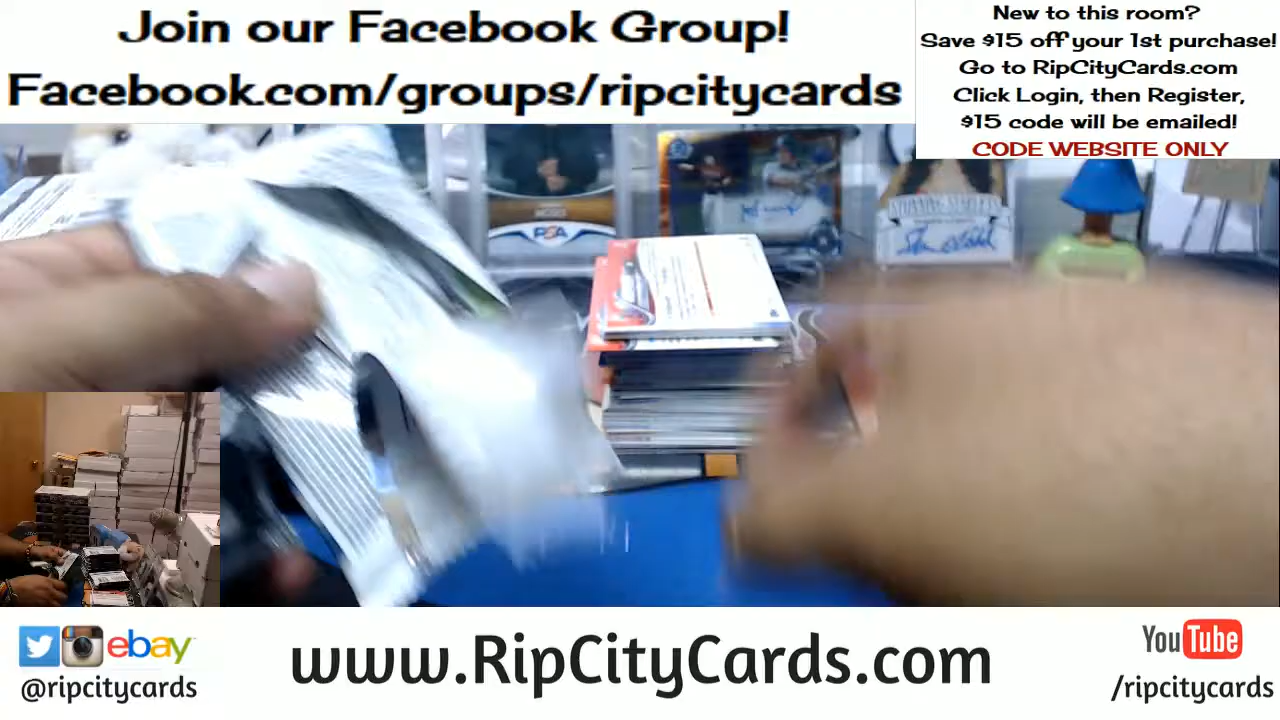 Join our Facebook Group!
Facebook.com/groups/ripcitycards
New to this room?
Save $15 off your 1st purchase!
Go to RipCityCards.com
Click Login, then Register,
$15 code will be emailed!
CODE WEBSITE ONLY
PSA
ebay
@ripcitycards
www.RipCityCards.com
YouTube
/ripcitycards